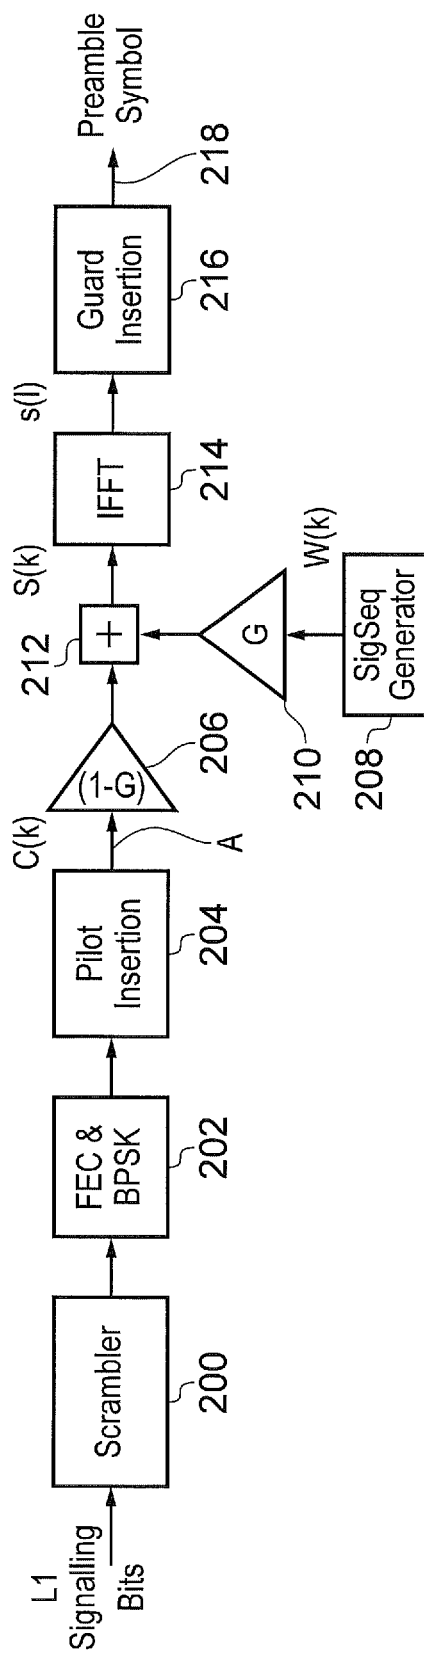 L1
Signalling
Bits
Scrambler
200
FEC &
BPSK
202
Pilot
Insertion
204
C(k)
A
(1-G)
206
212
+
S(k)
IFFT
214
s(l)
Guard
Insertion
216
218
Preamble
Symbol
G
210
W(k)
SigSeq
Generator
208